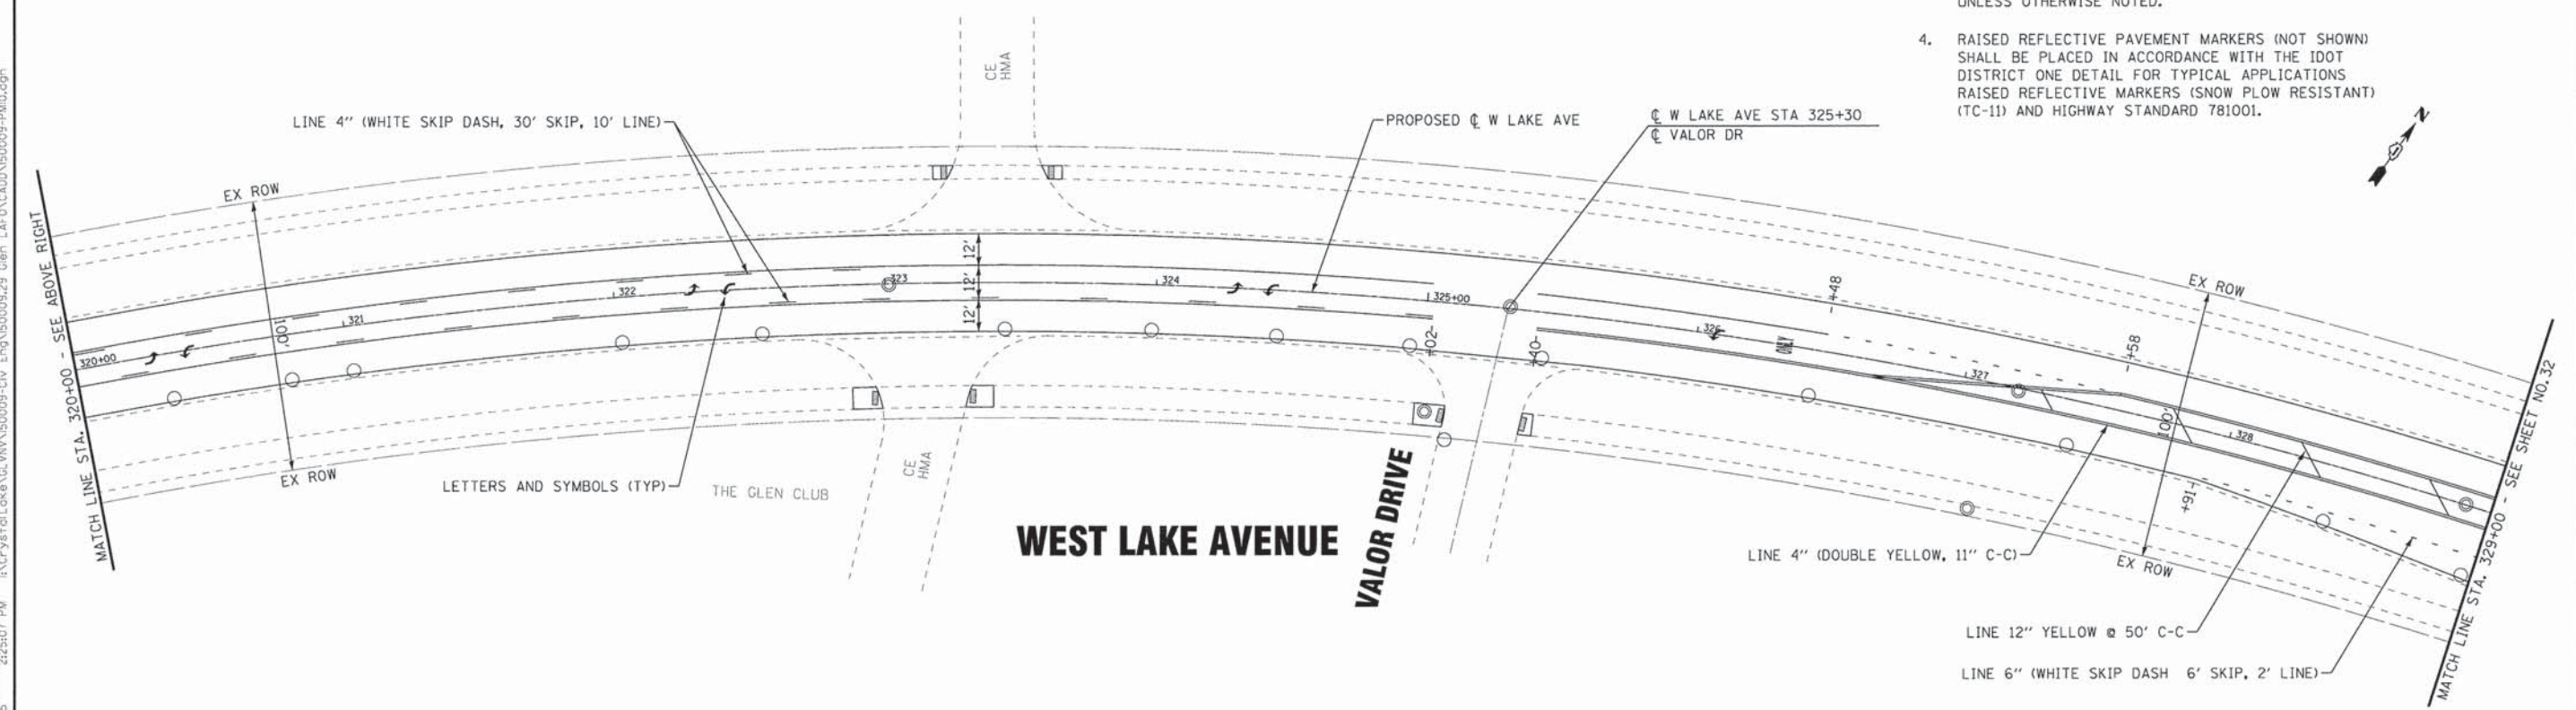 UNLESS OTHERWISE NOTED.
4. RAISED REFLECTIVE PAVEMENT MARKERS (NOT SHOWN)
SHALL BE PLACED IN ACCORDANCE WITH THE IDOT
DISTRICT ONE DETAIL FOR TYPICAL APPLICATIONS
RAISED REFLECTIVE MARKERS (SNOW PLOW RESISTANT)
(TC-11) AND HIGHWAY STANDARD 781001.
N
CE
HMA
LINE 4" (WHITE SKIP DASH, 30' SKIP, 10' LINE)
PROPOSED ℄ W LAKE AVE
℄ W LAKE AVE STA 325+30
℄ VALOR DR
MATCH LINE STA. 320+00 - SEE ABOVE RIGHT
EX ROW
100'
EX ROW
320+00
321
322
323
324
325+00
326
327
328
12'
12'
12'
+02
+40
ONLY
+48
+58
+91
EX ROW
100'
EX ROW
LETTERS AND SYMBOLS (TYP)
THE GLEN CLUB
CE
HMA
WEST LAKE AVENUE
VALOR DRIVE
LINE 4" (DOUBLE YELLOW, 11" C-C)
LINE 12" YELLOW @ 50' C-C
LINE 6" (WHITE SKIP DASH 6' SKIP, 2' LINE)
MATCH LINE STA. 329+00 - SEE SHEET NO.32
2:25:07 PM